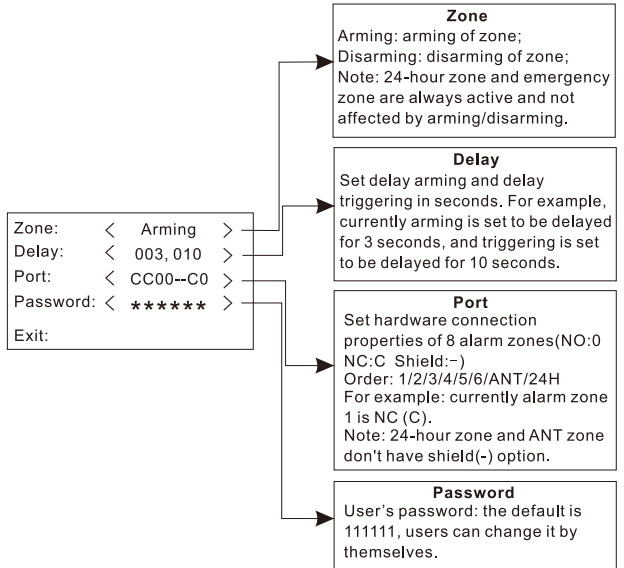 Zone
Arming: arming of zone;
Disarming: disarming of zone;
Note: 24-hour zone and emergency
zone are always active and not
affected by arming/disarming.
Delay
Set delay arming and delay
triggering in seconds. For example,
currently arming is set to be delayed
for 3 seconds, and triggering is set
to be delayed for 10 seconds.
Zone: < Arming >
Delay: < 003, 010 >
Port: < CC00--C0 >
Password: < ****** >
Exit:
Port
Set hardware connection
properties of 8 alarm zones(NO:0
NC:C Shield:-)
Order: 1/2/3/4/5/6/ANT/24H
For example: currently alarm zone
1 is NC (C).
Note: 24-hour zone and ANT zone
don't have shield(-) option.
Password
User's password: the default is
111111, users can change it by
themselves.